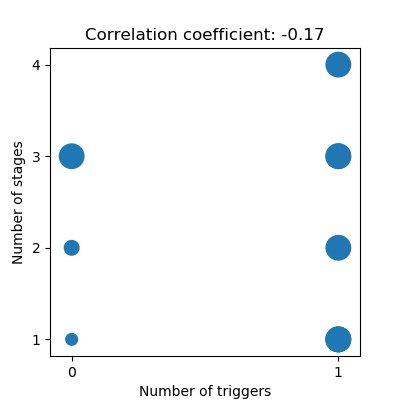 Correlation coefficient: -0.17
4
3
2
1
Number of stages
0 1
Number of triggers